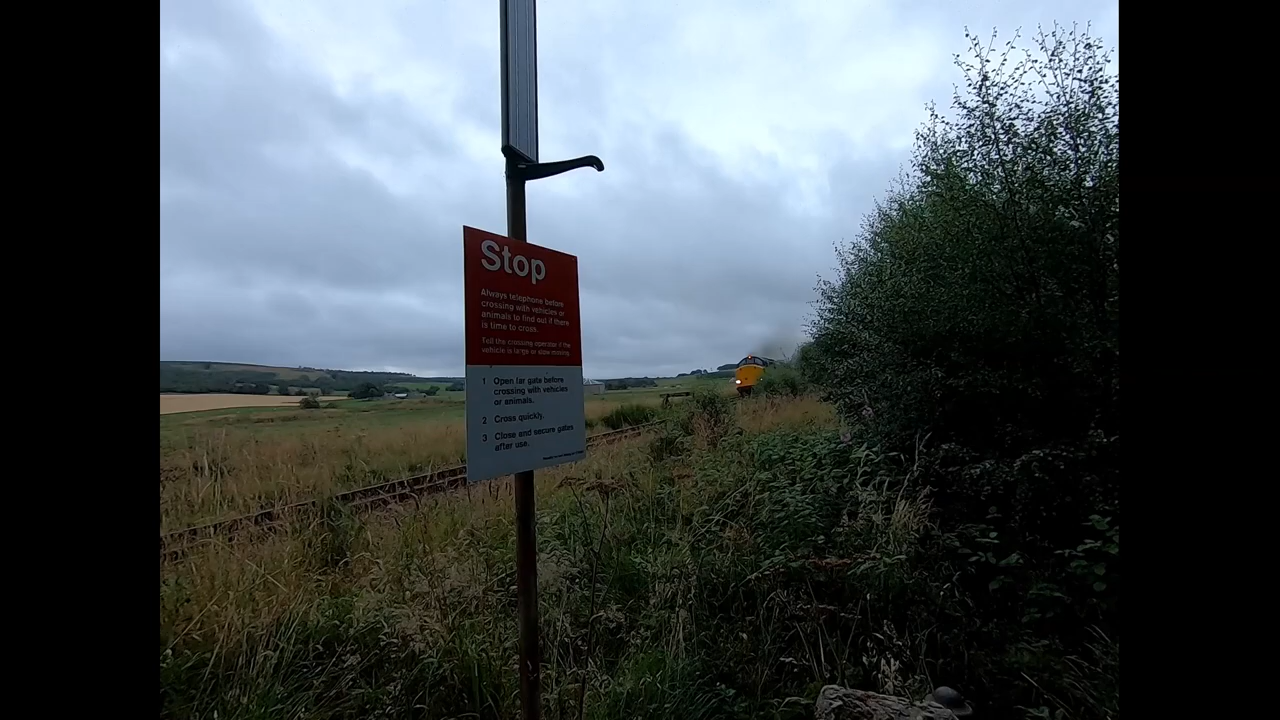 Stop
Always telephone before
crossing with vehicles or
animals to find out if there
is time to cross.
Tell the crossing operator if the
vehicle is large or slow moving.
1 Open far gate before
crossing with vehicles
or animals.
2 Cross quickly.
3 Close and secure gates
after use.